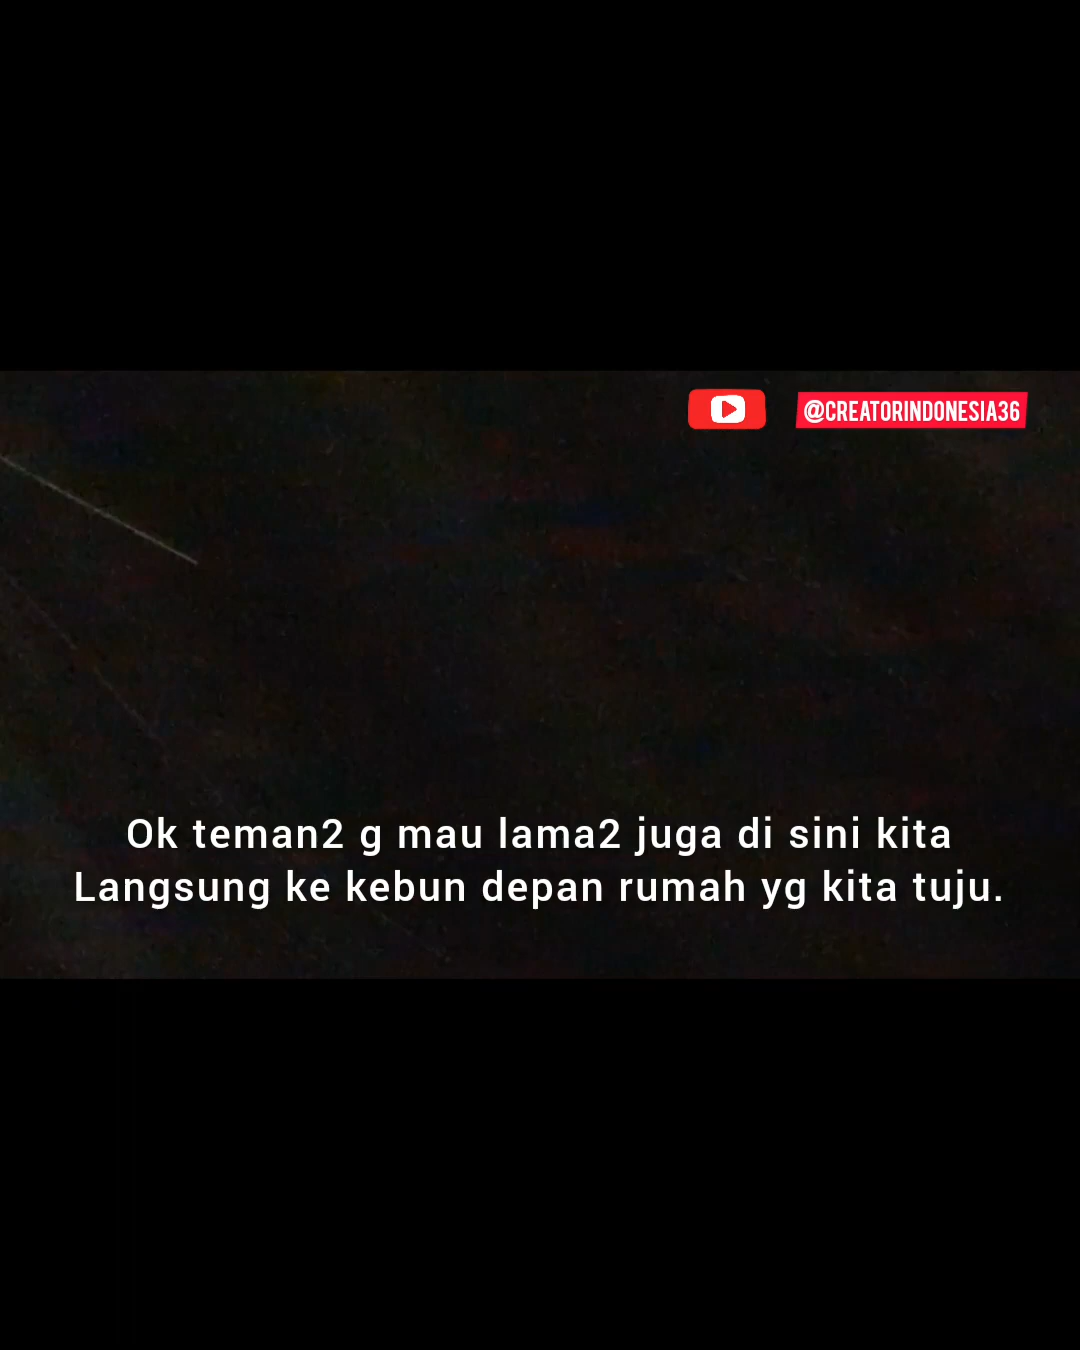 @CREATORINDONESIA36
Ok teman2 g mau lama2 juga di sini kita
Langsung ke kebun depan rumah yg kita tuju.